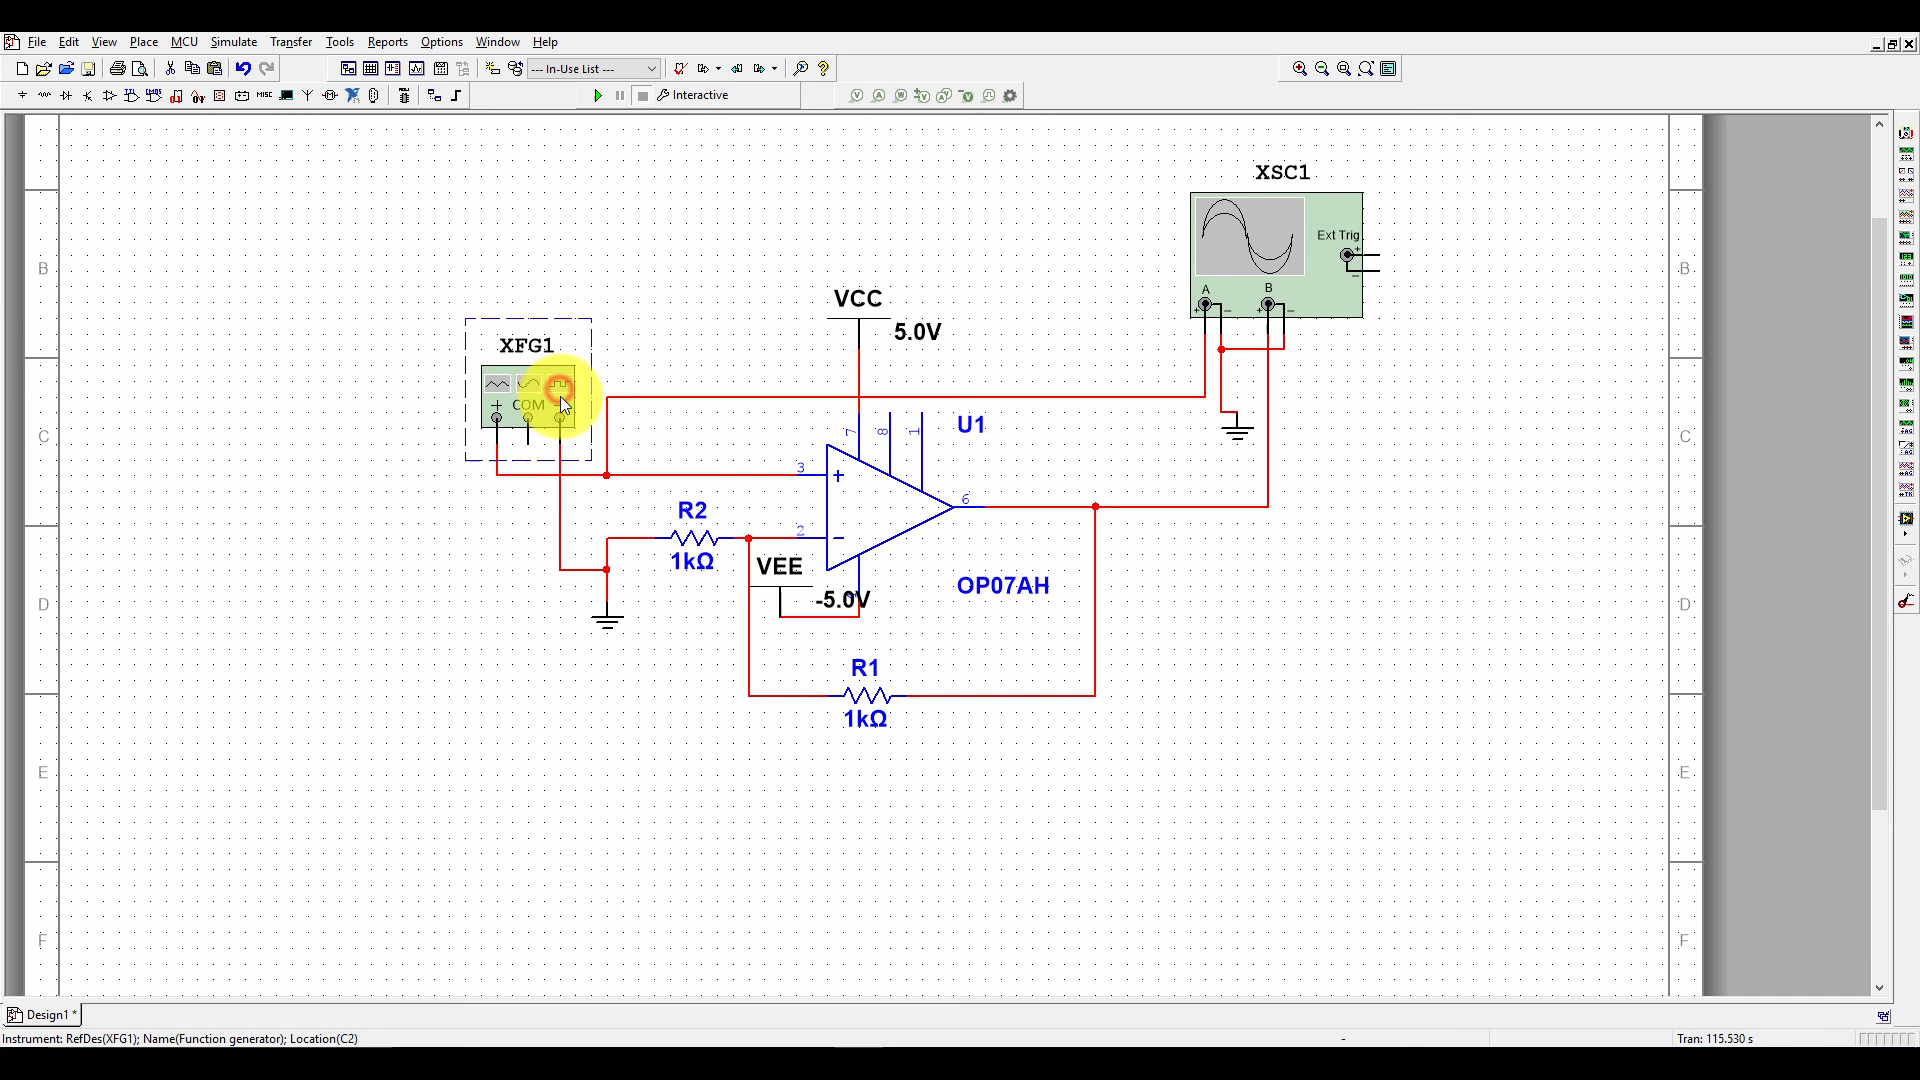 File Edit View Place MCU Simulate Transfer Tools Reports Options Window Help
--- In-Use List ---
MISC Interactive
XSC1
Ext Trig
A B
+ − + −
B B
VCC
5.0V
XFG1
+ COM −
C C
7 8 1 U1
3 +
R2
1kΩ
2 −
6
VEE
-5.0V
OP07AH
D D
R1
1kΩ
E E
F F
Design1 *
Instrument: RefDes(XFG1); Name(Function generator); Location(C2)
-
Tran: 115.530 s